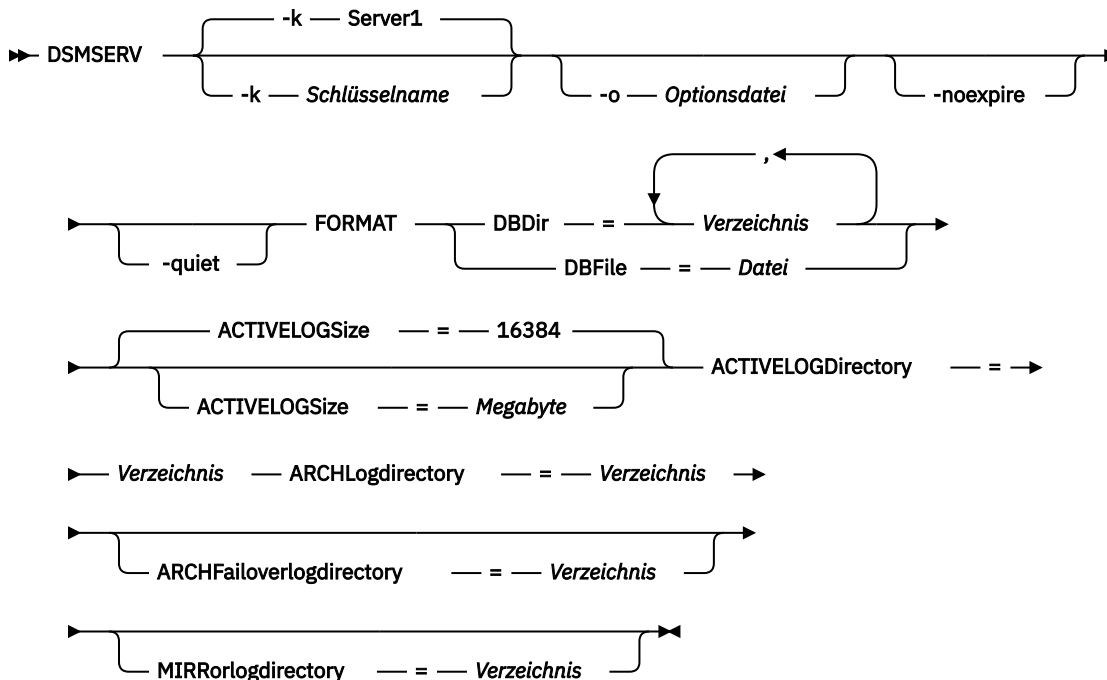 -k — Server1
DSMSERV
-k — Schlüsselname
-o — Optionsdatei
-noexpire
,
FORMAT DBDir — = — Verzeichnis
-quiet
DBFile — = — Datei
ACTIVELOGSize — = — 16384
ACTIVELOGDirectory — =
ACTIVELOGSize — = — Megabyte
Verzeichnis — ARCHLogdirectory — = — Verzeichnis
ARCHFailoverlogdirectory — = — Verzeichnis
MIRRorlogdirectory — = — Verzeichnis